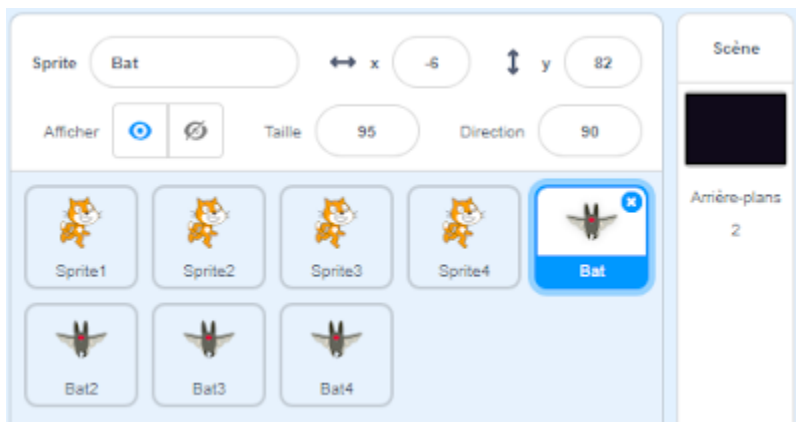 Sprite Bat x -6 y 82
Scène
Afficher Taille 95 Direction 90
Arrière-plans
2
Sprite1 Sprite2 Sprite3 Sprite4 Bat
Bat2 Bat3 Bat4